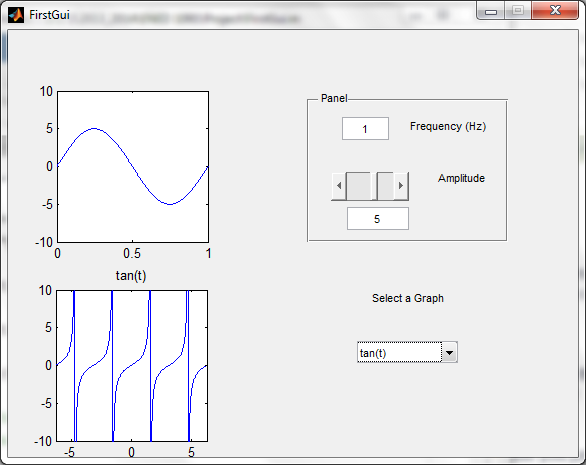 FirstGui
10
5
0
-5
-10
0
0.5
1
Panel
1
Frequency (Hz)
Amplitude
5
tan(t)
10
5
0
-5
-10
-5
0
5
Select a Graph
tan(t)